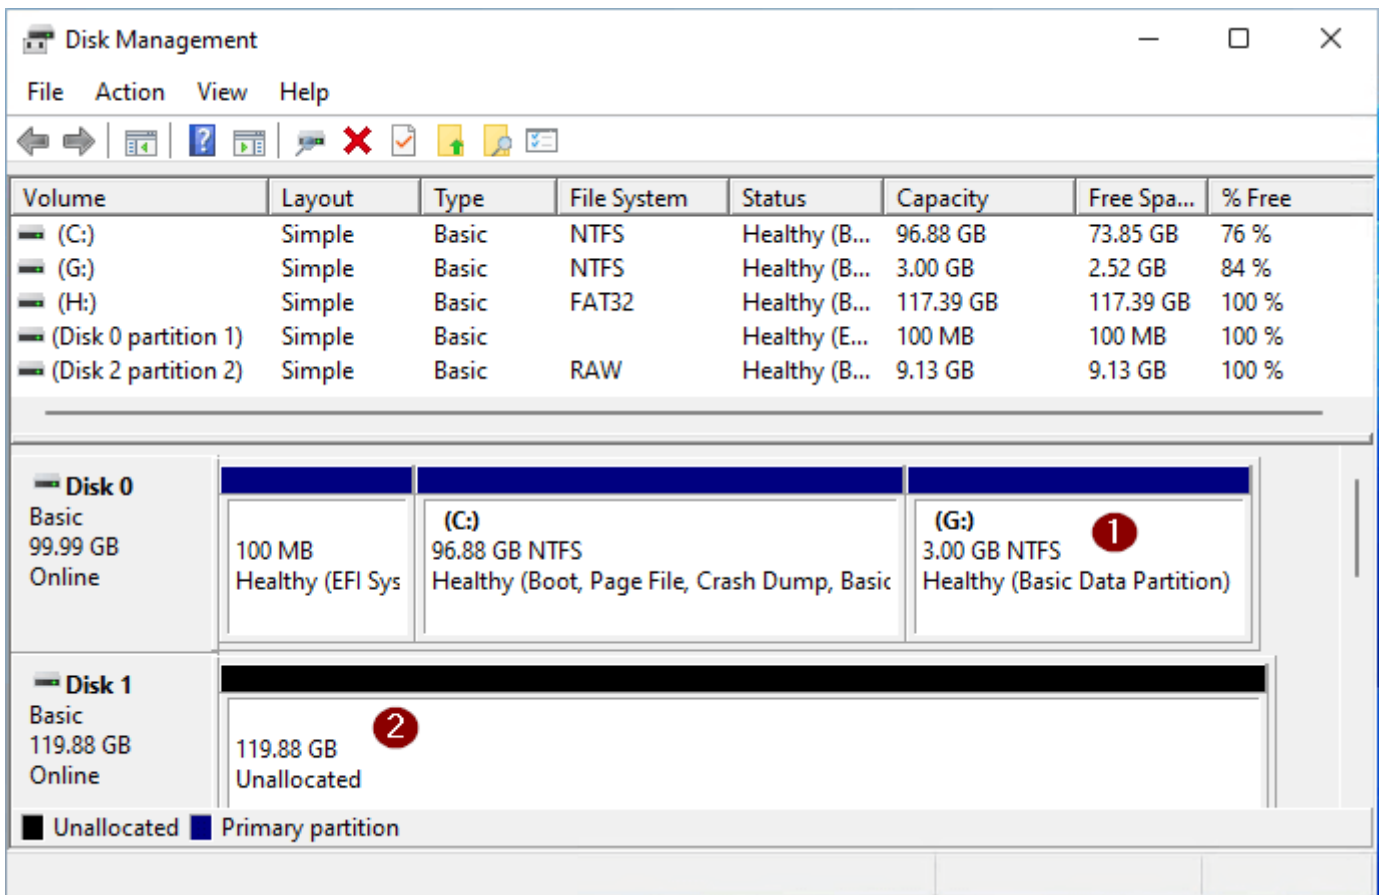 Disk Management
File Action View Help
Volume Layout Type File System Status Capacity Free Spa... % Free
(C:) Simple Basic NTFS Healthy (B... 96.88 GB 73.85 GB 76 %
(G:) Simple Basic NTFS Healthy (B... 3.00 GB 2.52 GB 84 %
(H:) Simple Basic FAT32 Healthy (B... 117.39 GB 117.39 GB 100 %
(Disk 0 partition 1) Simple Basic Healthy (E... 100 MB 100 MB 100 %
(Disk 2 partition 2) Simple Basic RAW Healthy (B... 9.13 GB 9.13 GB 100 %
Disk 0
Basic
99.99 GB
Online
100 MB
Healthy (EFI Sys
(C:)
96.88 GB NTFS
Healthy (Boot, Page File, Crash Dump, Basic
(G:) 1
3.00 GB NTFS
Healthy (Basic Data Partition)
Disk 1
Basic
119.88 GB
Online
2
119.88 GB
Unallocated
Unallocated Primary partition